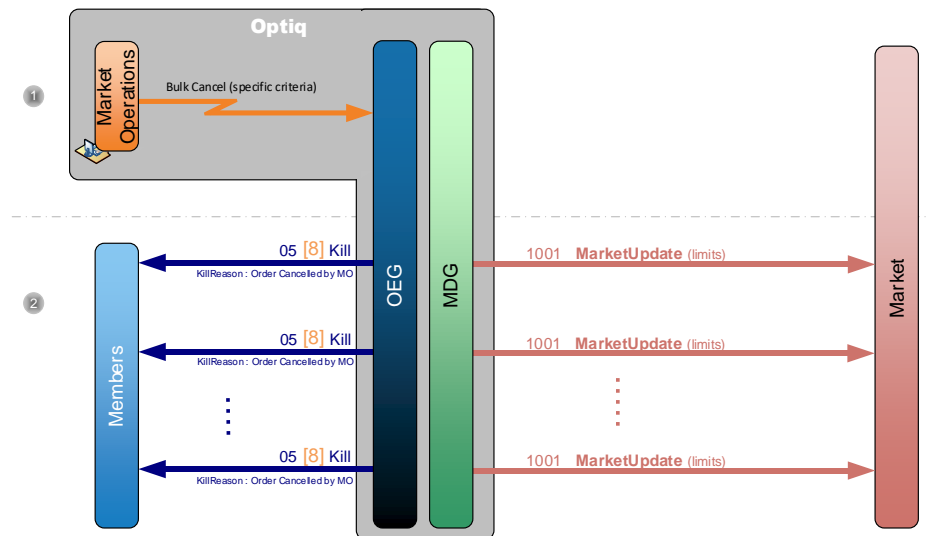 Optiq
1
Market
Operations
Bulk Cancel (specific criteria)
OEG
MDG
Market
2
Members
05 [8] Kill
KillReason : Order Cancelled by MO
1001 MarketUpdate (limits)
05 [8] Kill
KillReason : Order Cancelled by MO
1001 MarketUpdate (limits)
05 [8] Kill
KillReason : Order Cancelled by MO
1001 MarketUpdate (limits)